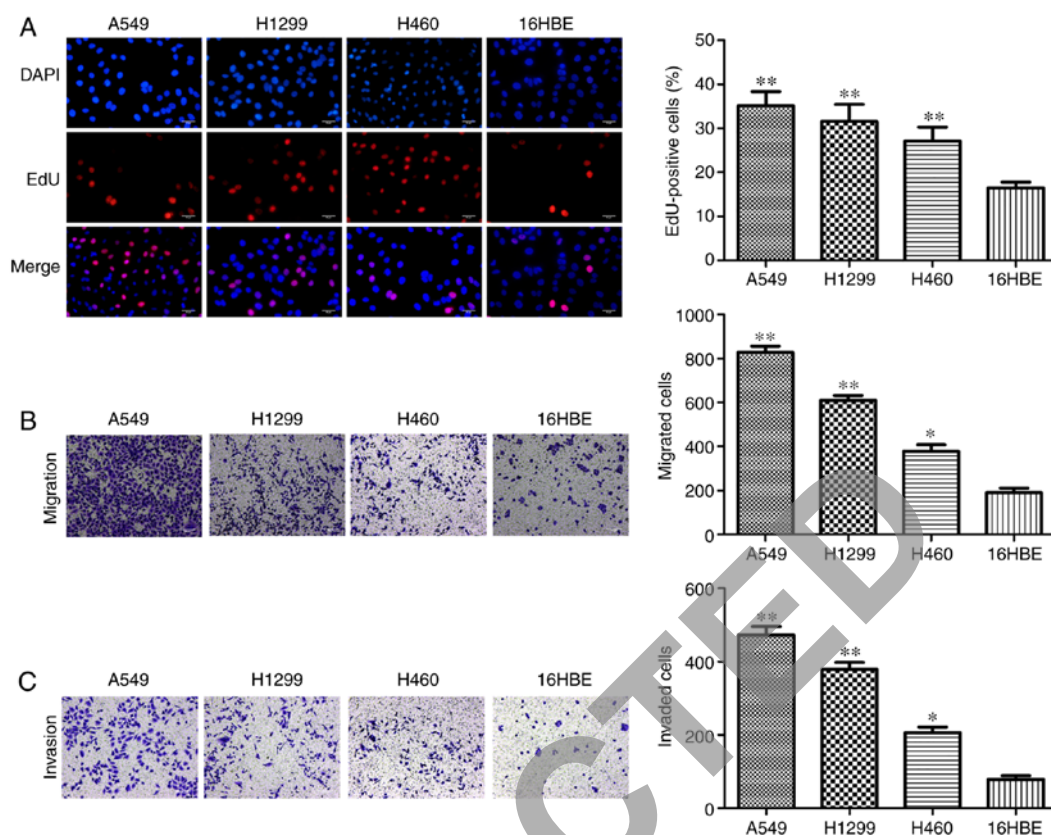 A
A549 H1299 H460 16HBE
DAPI
EdU
Merge
EdU-positive cells (%)
50
40
30
20
10
0
** ** **
A549 H1299 H460 16HBE
B
A549 H1299 H460 16HBE
Migration
Migrated cells
1000
800
600
400
200
0
** ** *
A549 H1299 H460 16HBE
C
A549 H1299 H460 16HBE
Invasion
Invaded cells
600
400
200
0
** ** *
A549 H1299 H460 16HBE
CTED